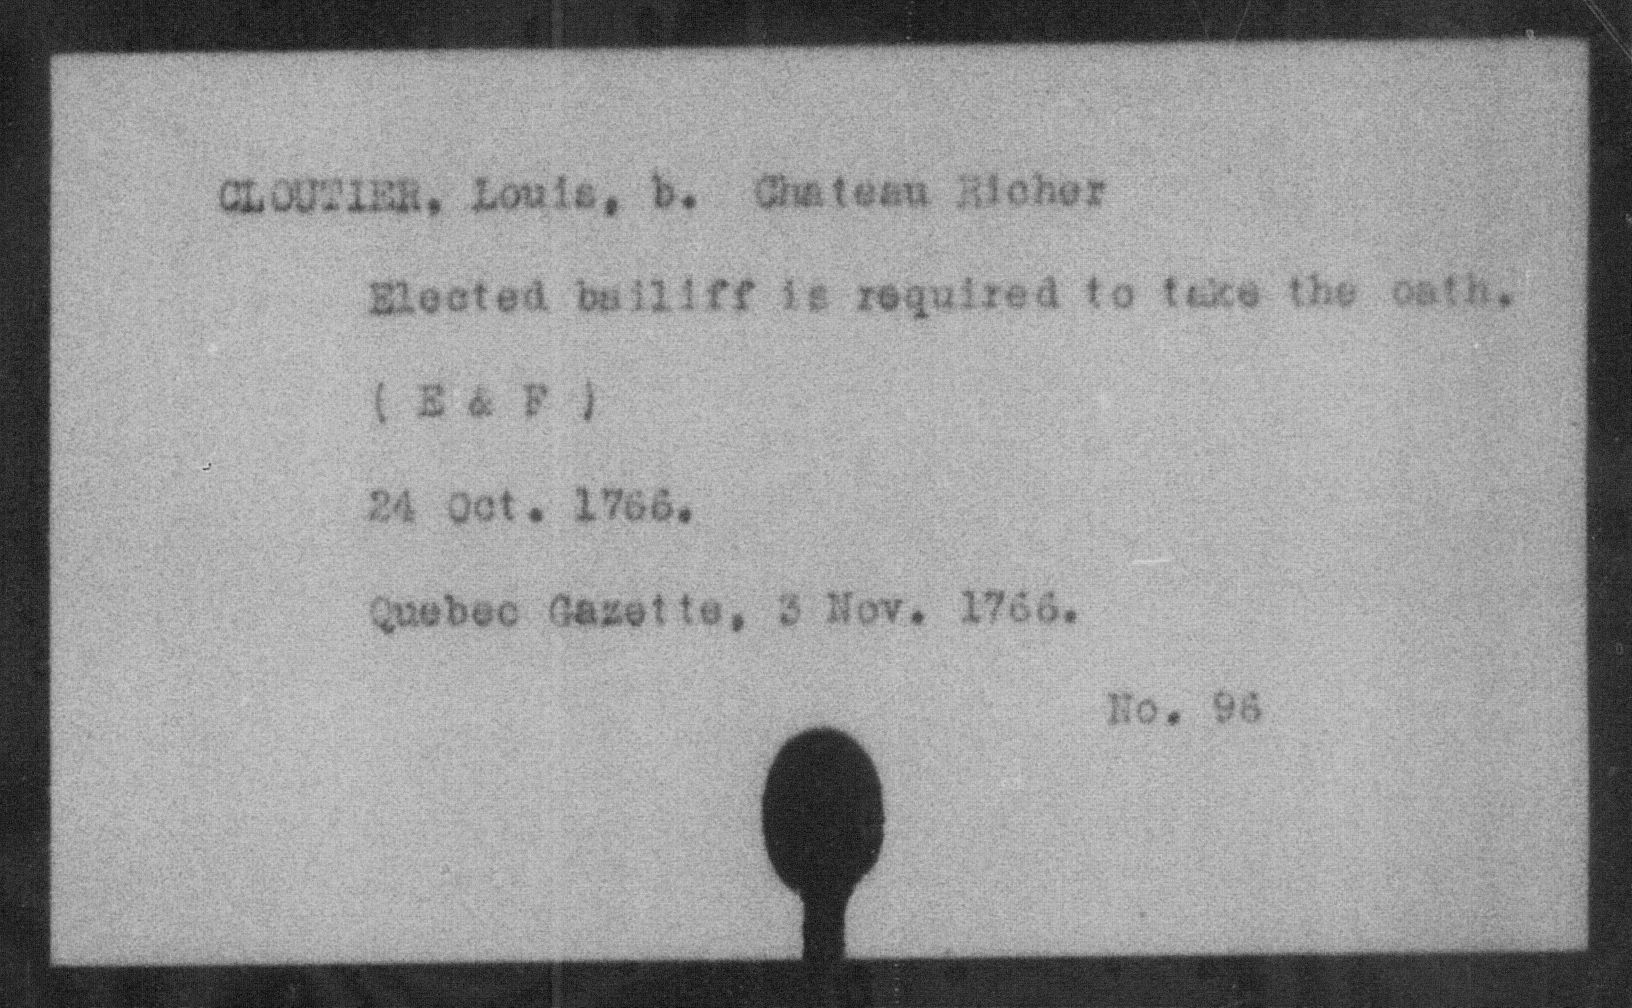 CLOUTIER, Louis, b. Chateau Richer
Elected bailiff is required to take the oath.
( E & F )
24 Oct. 1766.
Quebec Gazette, 3 Nov. 1766.
No. 96